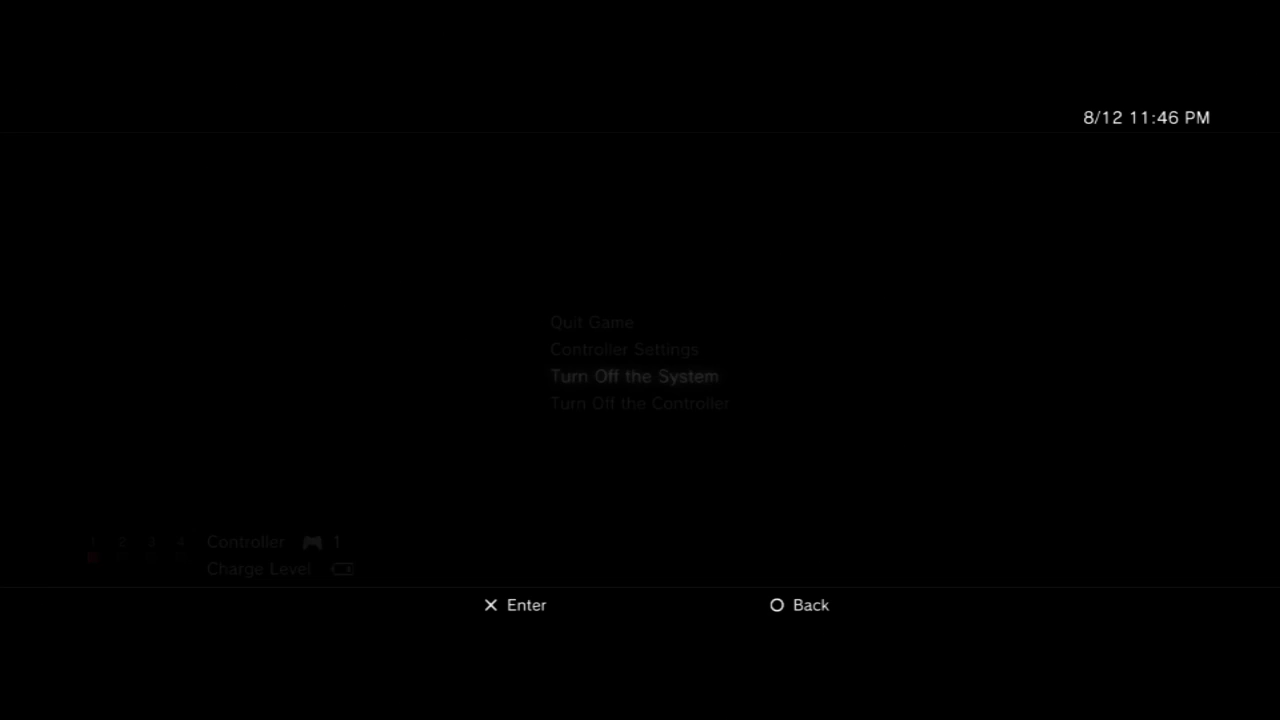 8/12 11:46 PM
Quit Game
Controller Settings
Turn Off the System
Turn Off the Controller
1 2 3 4 Controller 1
Charge Level
Enter Back